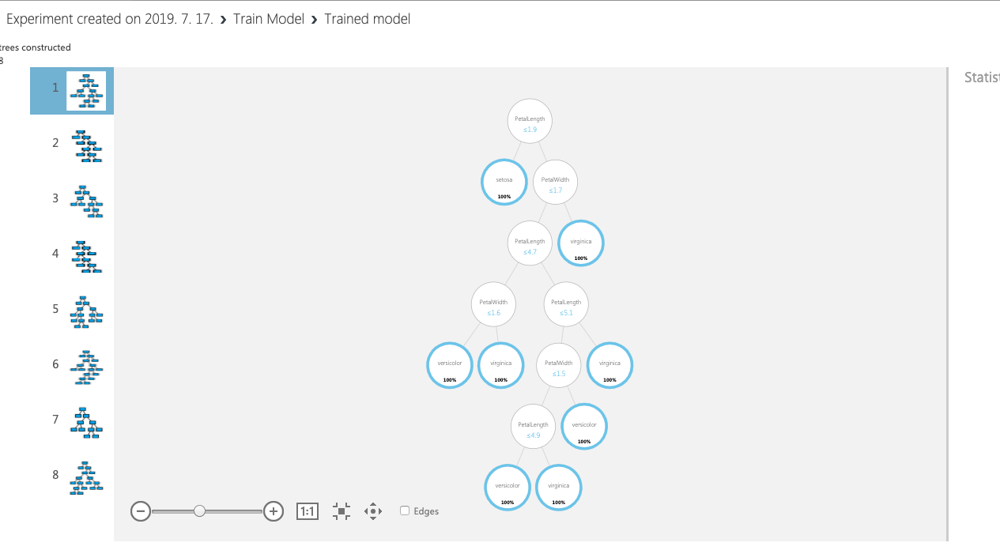 Experiment created on 2019. 7. 17. › Train Model › Trained model
trees constructed
8
Statist
1
2
3
4
5
6
7
8
PetalLength
≤1.9
setosa
100%
PetalWidth
≤1.7
PetalLength
≤4.7
virginica
100%
PetalWidth
≤1.6
PetalLength
≤5.1
versicolor
100%
virginica
100%
PetalWidth
≤1.5
virginica
100%
PetalLength
≤4.9
versicolor
100%
versicolor
100%
virginica
100%
1:1
Edges